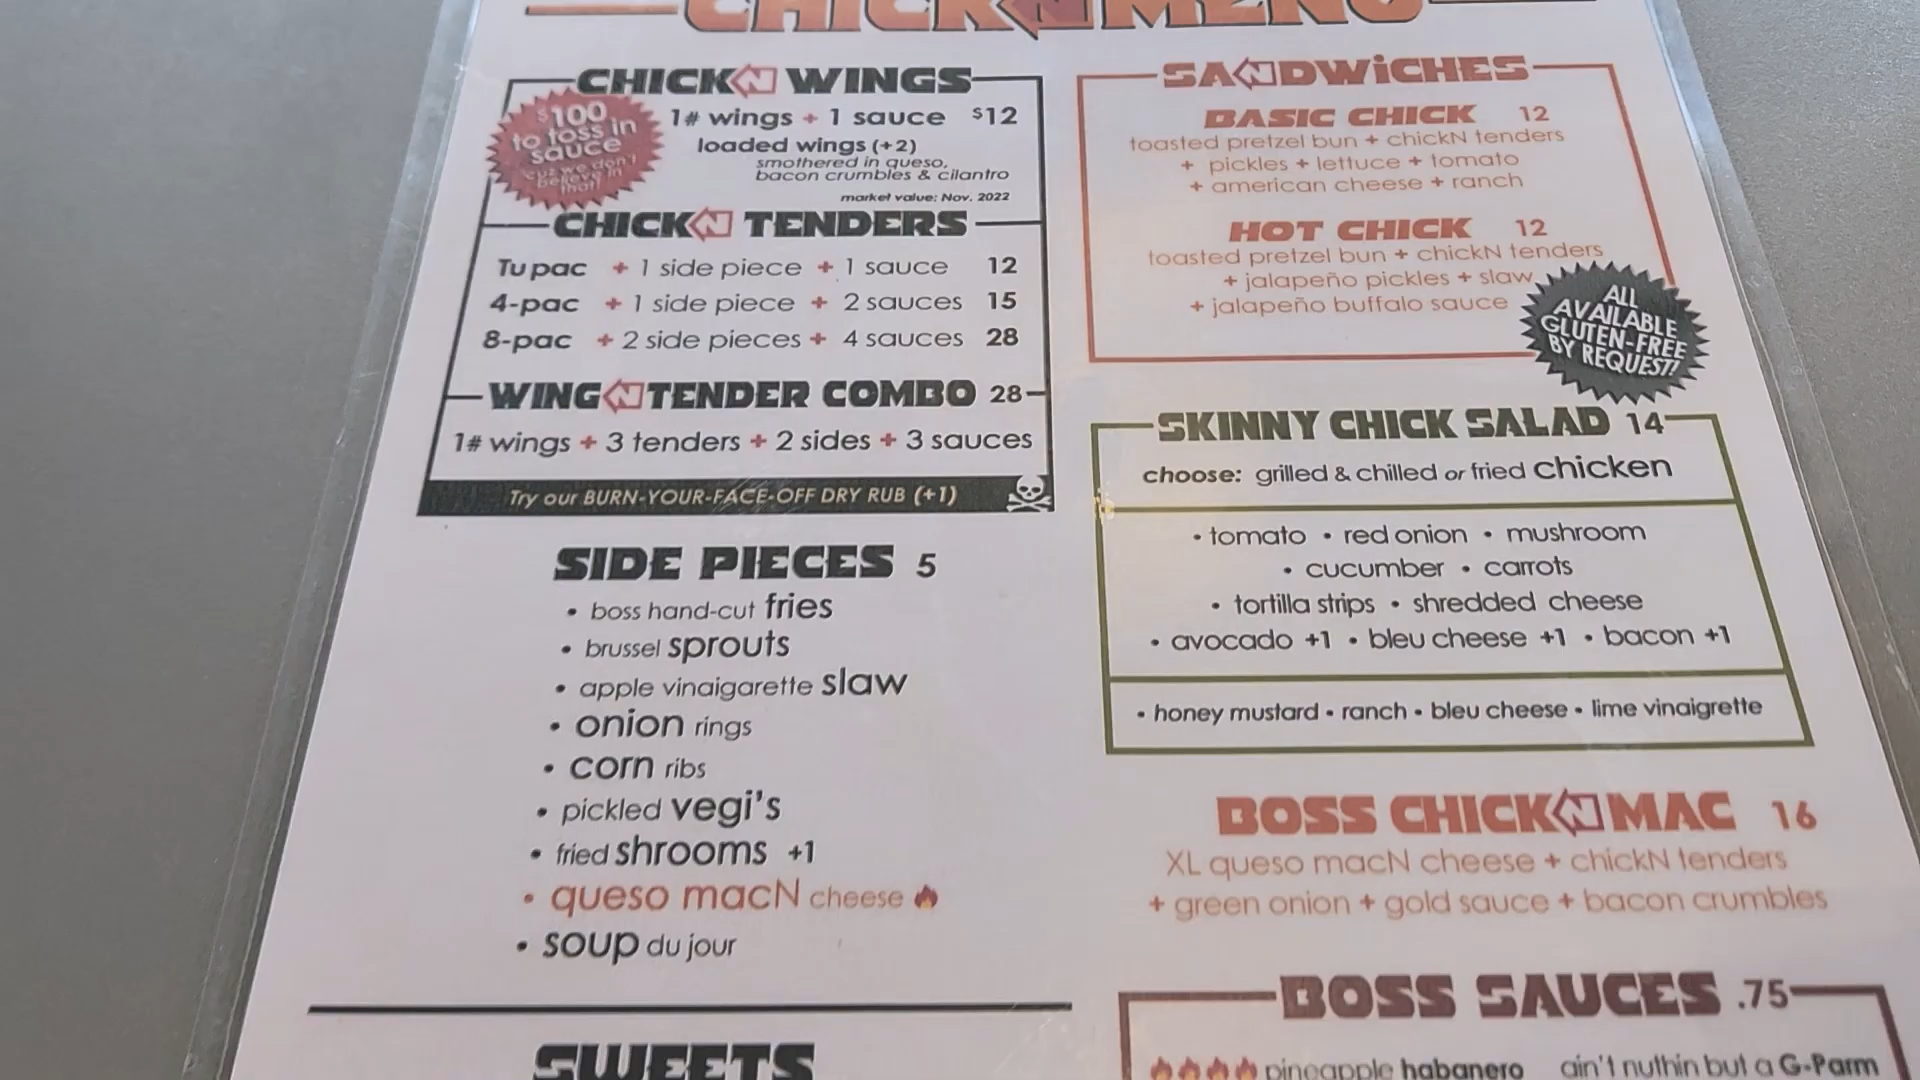 CHICKN MENU
CHICKN WINGS
$100
to toss in
sauce
cuz we don't
believe in
that!
1# wings + 1 sauce $12
loaded wings (+2)
smothered in queso,
bacon crumbles & cilantro
market value: Nov. 2022
CHICKN TENDERS
Tu pac + 1 side piece + 1 sauce 12
4-pac + 1 side piece + 2 sauces 15
8-pac + 2 side pieces + 4 sauces 28
WINGNTENDER COMBO 28
1# wings + 3 tenders + 2 sides + 3 sauces
Try our BURN-YOUR-FACE-OFF DRY RUB (+1)
SIDE PIECES 5
• boss hand-cut fries
• brussel sprouts
• apple vinaigarette slaw
• onion rings
• corn ribs
• pickled vegi's
• fried shrooms +1
• queso macN cheese 🔥
• soup du jour
SWEETS
SANDWiCHES
BASIC CHICK 12
toasted pretzel bun + chickN tenders
+ pickles + lettuce + tomato
+ american cheese + ranch
HOT CHICK 12
toasted pretzel bun + chickN tenders
+ jalapeño pickles + slaw
+ jalapeño buffalo sauce
ALL
AVAILABLE
GLUTEN-FREE
BY REQUEST!
SKINNY CHICK SALAD 14
choose: grilled & chilled or fried chicken
• tomato • red onion • mushroom
• cucumber • carrots
• tortilla strips • shredded cheese
• avocado +1 • bleu cheese +1 • bacon +1
• honey mustard • ranch • bleu cheese • lime vinaigrette
BOSS CHICKNMAC 16
XL queso macN cheese + chickN tenders
+ green onion + gold sauce + bacon crumbles
BOSS SAUCES .75
🔥🔥🔥🔥 pineapple habanero ain't nuthin but a G-Parm